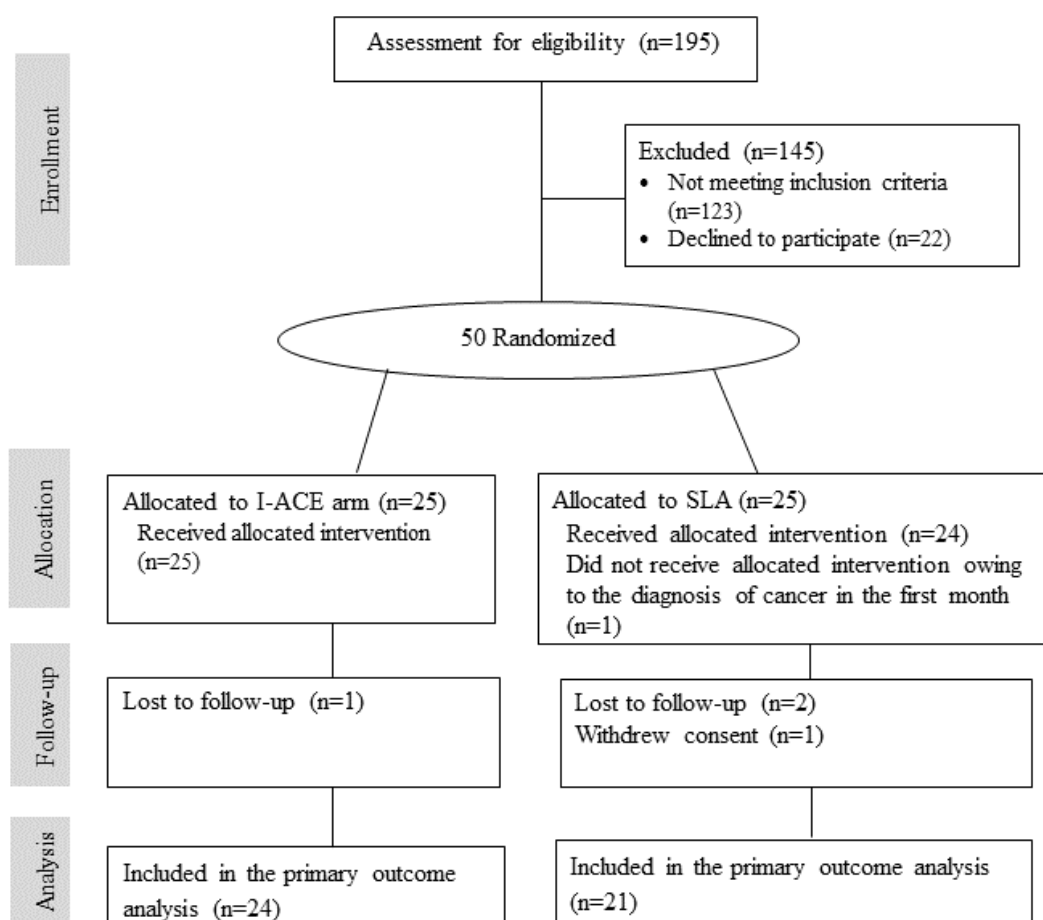 Assessment for eligibility (n=195)
Enrollment
Excluded (n=145)
• Not meeting inclusion criteria
(n=123)
• Declined to participate (n=22)
50 Randomized
Allocation
Allocated to I-ACE arm (n=25)
Received allocated intervention
(n=25)
Allocated to SLA (n=25)
Received allocated intervention (n=24)
Did not receive allocated intervention owing
to the diagnosis of cancer in the first month
(n=1)
Follow-up
Lost to follow-up (n=1)
Lost to follow-up (n=2)
Withdrew consent (n=1)
Analysis
Included in the primary outcome
analysis (n=24)
Included in the primary outcome analysis
(n=21)